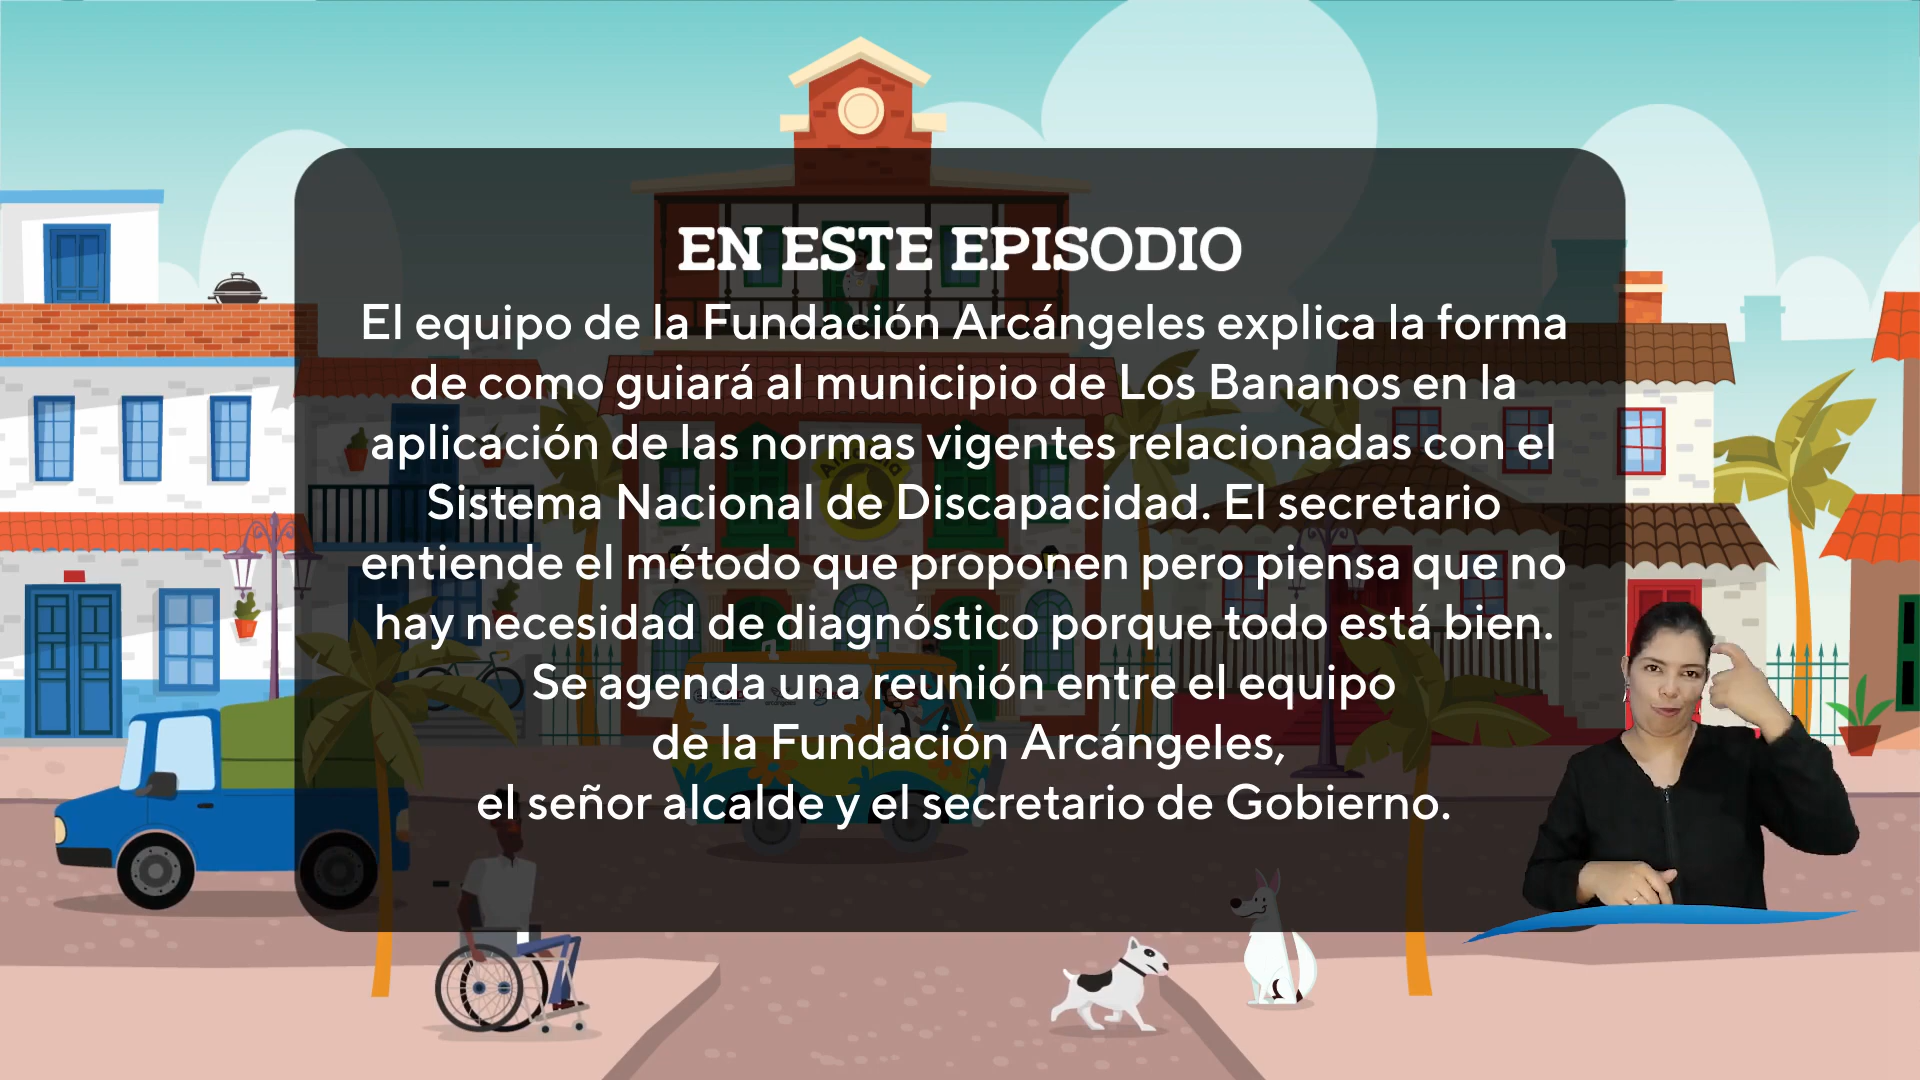 EN ESTE EPISODIO
El equipo de la Fundación Arcángeles explica la forma
de como guiará al municipio de Los Bananos en la
aplicación de las normas vigentes relacionadas con el
Sistema Nacional de Discapacidad. El secretario
entiende el método que proponen pero piensa que no
hay necesidad de diagnóstico porque todo está bien.
Se agenda una reunión entre el equipo
de la Fundación Arcángeles,
el señor alcalde y el secretario de Gobierno.